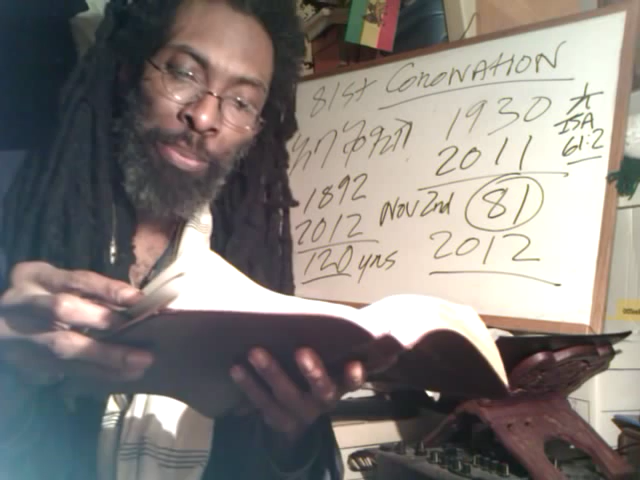 81ST CORONATION
1930
2011
ISA
61:2
1892
2012
120 yrs
NOV 2nd 81
2012